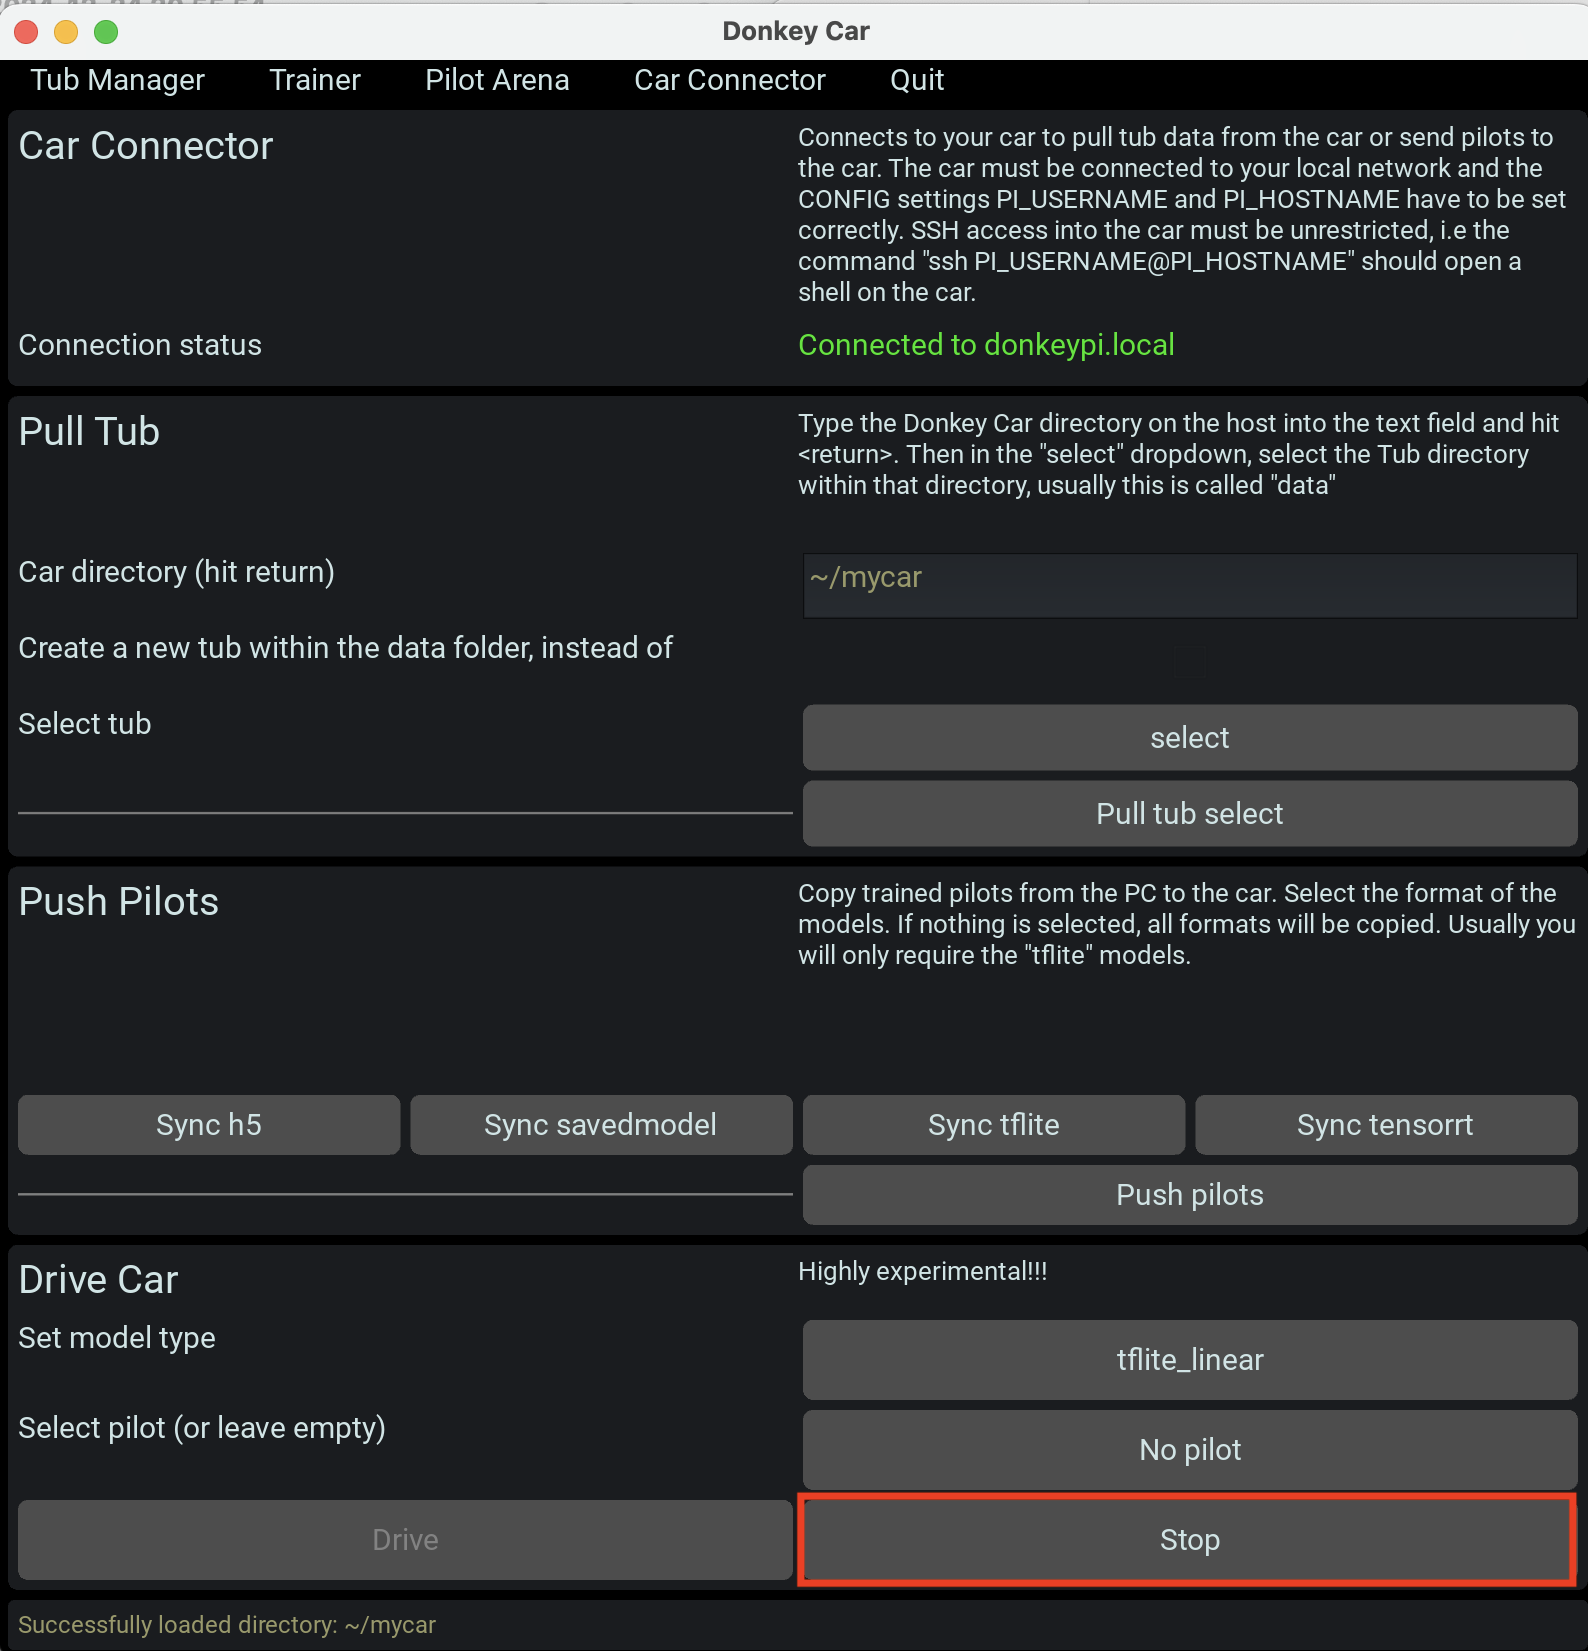 Donkey Car
Tub Manager Trainer Pilot Arena Car Connector Quit
Car Connector
Connects to your car to pull tub data from the car or send pilots to
the car. The car must be connected to your local network and the
CONFIG settings PI_USERNAME and PI_HOSTNAME have to be set
correctly. SSH access into the car must be unrestricted, i.e the
command "ssh PI_USERNAME@PI_HOSTNAME" should open a
shell on the car.
Connection status
Connected to donkeypi.local
Pull Tub
Type the Donkey Car directory on the host into the text field and hit
<return>. Then in the "select" dropdown, select the Tub directory
within that directory, usually this is called "data"
Car directory (hit return)
~/mycar
Create a new tub within the data folder, instead of
Select tub
select
Pull tub select
Push Pilots
Copy trained pilots from the PC to the car. Select the format of the
models. If nothing is selected, all formats will be copied. Usually you
will only require the "tflite" models.
Sync h5 Sync savedmodel Sync tflite Sync tensorrt
Push pilots
Drive Car
Highly experimental!!!
Set model type
tflite_linear
Select pilot (or leave empty)
No pilot
Drive
Stop
Successfully loaded directory: ~/mycar